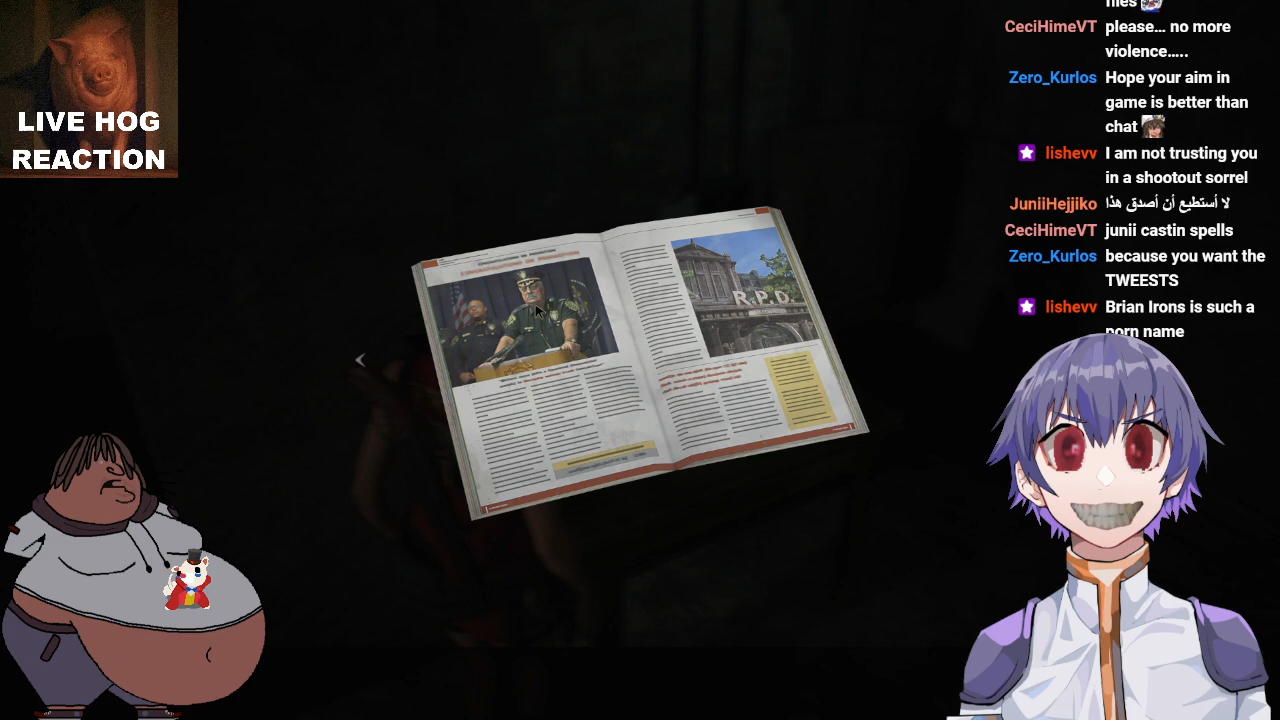 LIVE HOG
REACTION
R.P.D.
files
CeciHimeVT please… no more
violence…..
Zero_Kurlos Hope your aim in
game is better than
chat
lishevv I am not trusting you
in a shootout sorrel
JuniiHejjiko لا أستطيع أن أصدق هذا
CeciHimeVT junii castin spells
Zero_Kurlos because you want the
TWEESTS
lishevv Brian Irons is such a
porn name